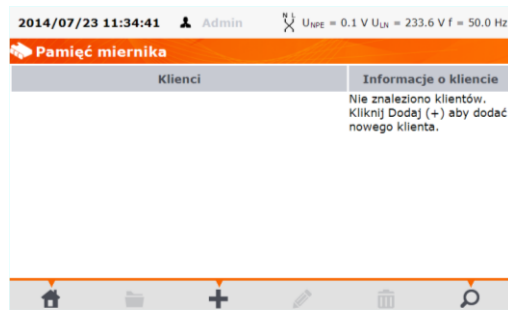 2014/07/23 11:34:41 Admin N L UNPE = 0.1 V ULN = 233.6 V f = 50.0 Hz
Pamięć miernika
Klienci Informacje o kliencie
Nie znaleziono klientów.
Kliknij Dodaj (+) aby dodać
nowego klienta.